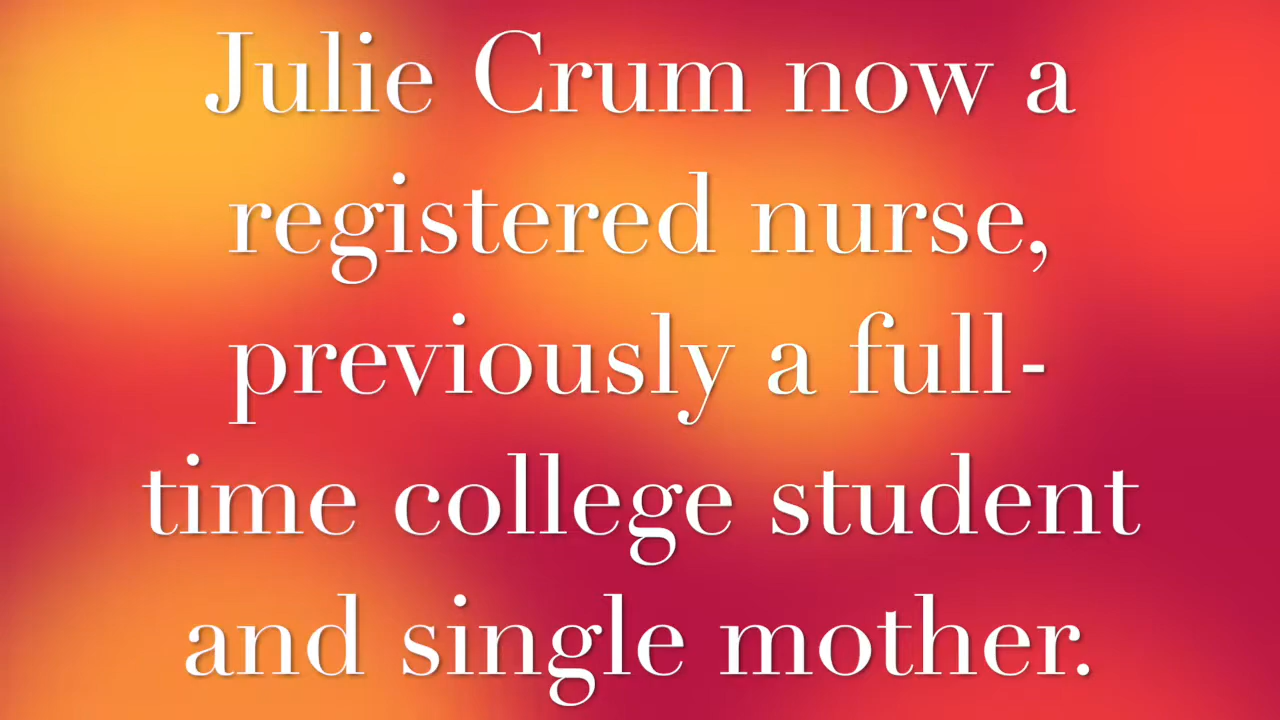 Julie Crum now a
registered nurse,
previously a full-
time college student
and single mother.